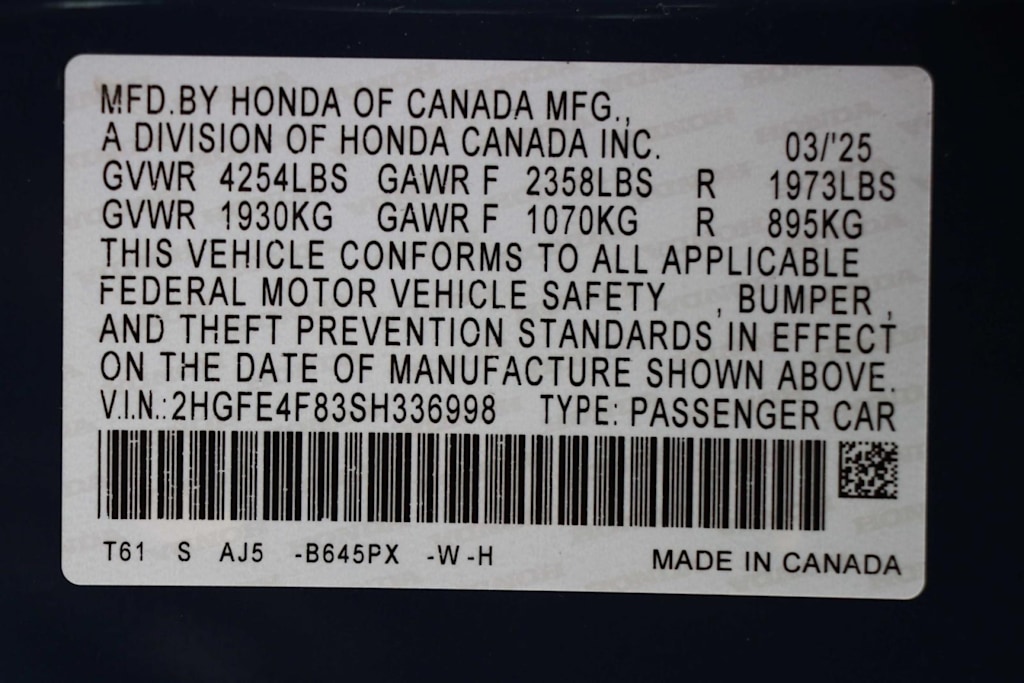 MFD.BY HONDA OF CANADA MFG.,
A DIVISION OF HONDA CANADA INC. 03/'25
GVWR 4254LBS GAWR F 2358LBS R 1973LBS
GVWR 1930KG GAWR F 1070KG R 895KG
THIS VEHICLE CONFORMS TO ALL APPLICABLE
FEDERAL MOTOR VEHICLE SAFETY , BUMPER ,
AND THEFT PREVENTION STANDARDS IN EFFECT
ON THE DATE OF MANUFACTURE SHOWN ABOVE.
V.I.N.:2HGFE4F83SH336998 TYPE: PASSENGER CAR
T61 S AJ5 -B645PX -W -H MADE IN CANADA